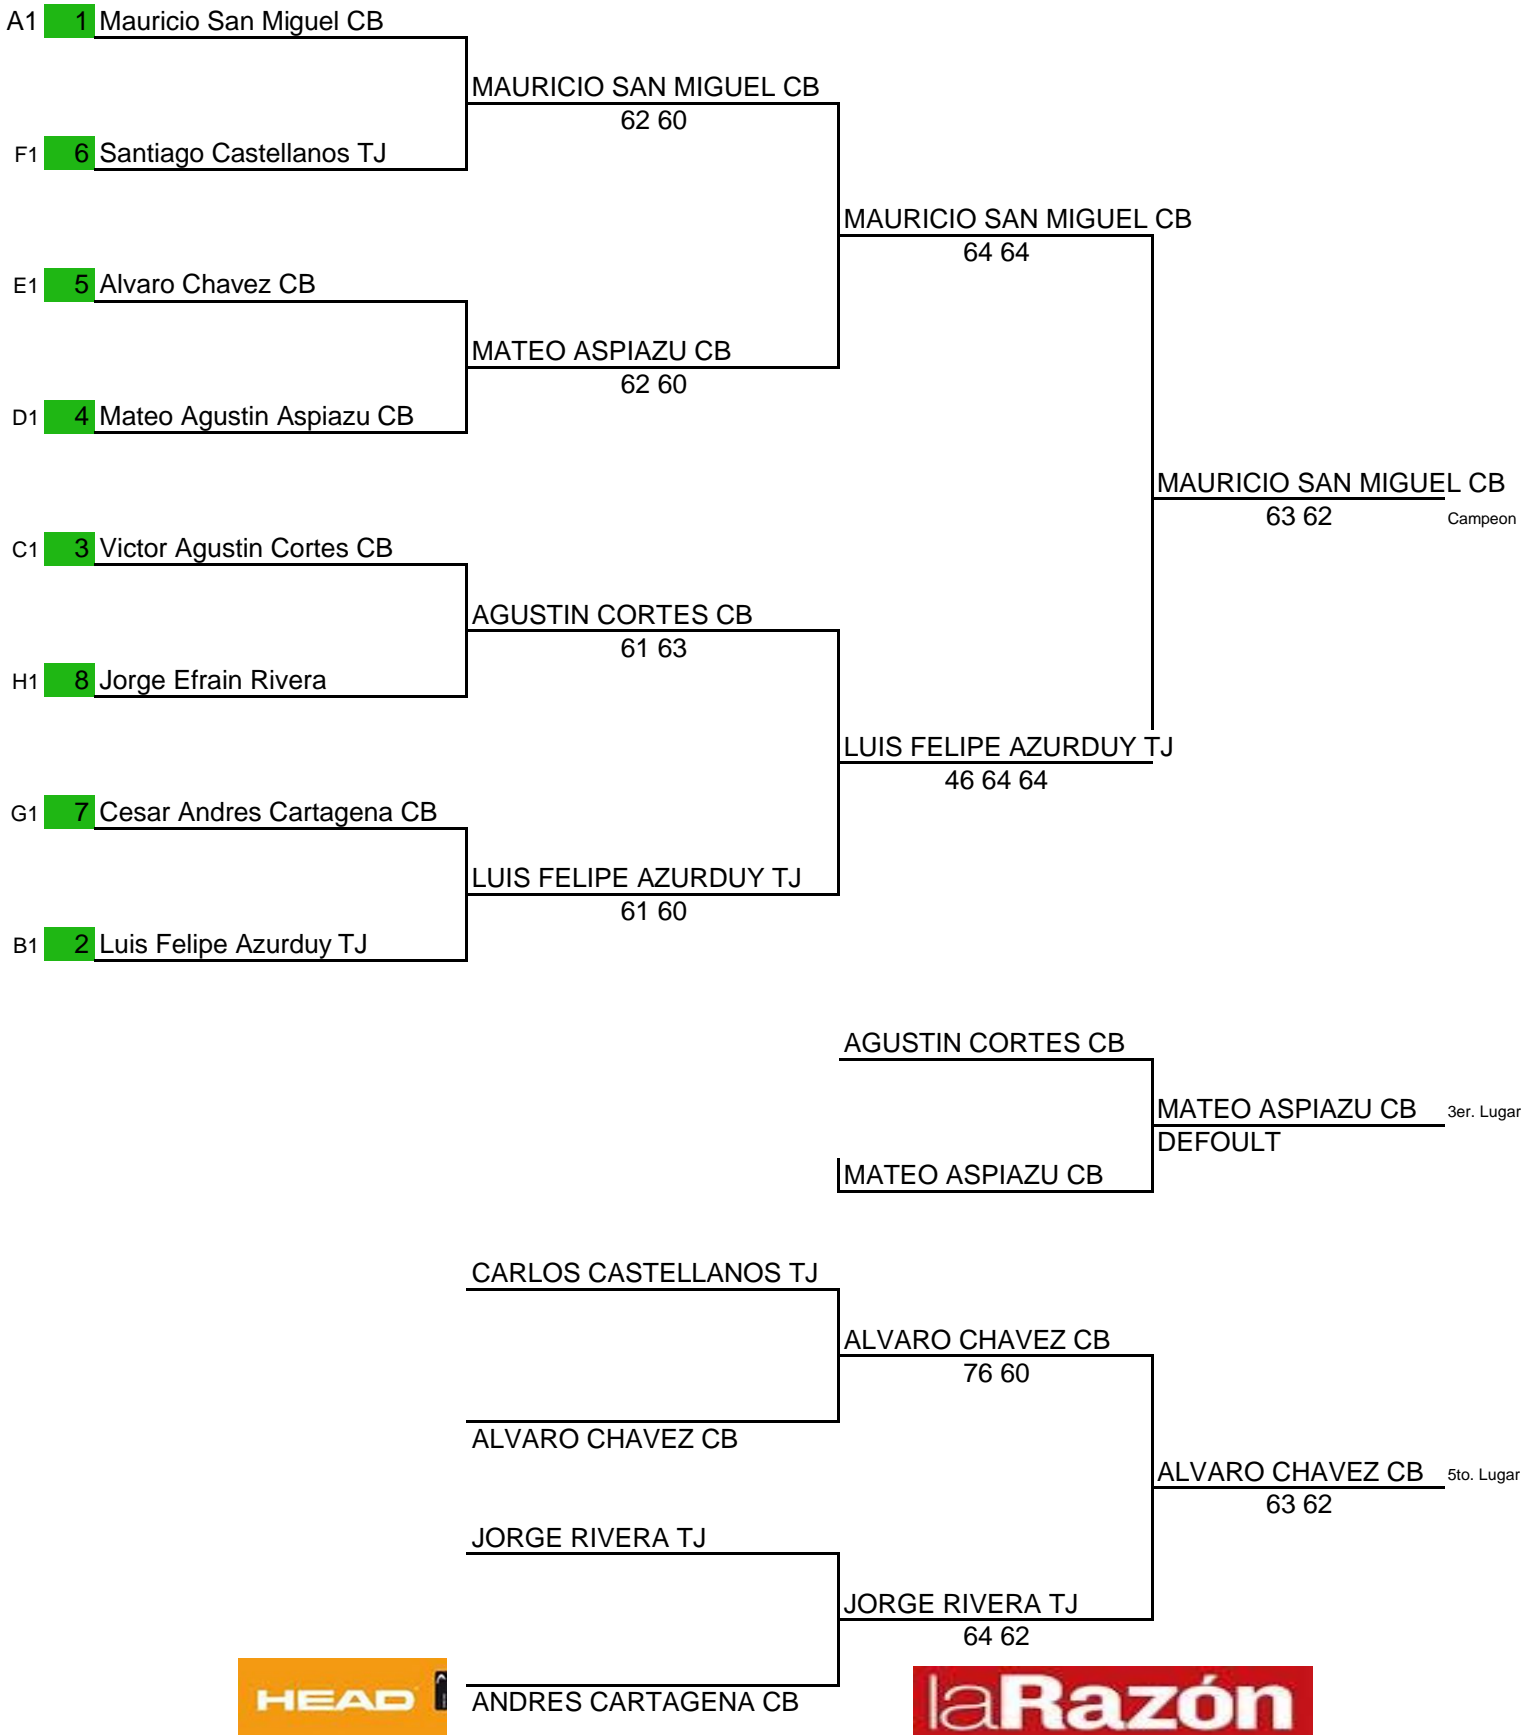 A1 1 Mauricio San Miguel CB
MAURICIO SAN MIGUEL CB
62 60
F1 6 Santiago Castellanos TJ
MAURICIO SAN MIGUEL CB
64 64
E1 5 Alvaro Chavez CB
MATEO ASPIAZU CB
62 60
D1 4 Mateo Agustin Aspiazu CB
MAURICIO SAN MIGUEL CB
63 62 Campeon
C1 3 Victor Agustin Cortes CB
AGUSTIN CORTES CB
61 63
H1 8 Jorge Efrain Rivera
LUIS FELIPE AZURDUY TJ
46 64 64
G1 7 Cesar Andres Cartagena CB
LUIS FELIPE AZURDUY TJ
61 60
B1 2 Luis Felipe Azurduy TJ
AGUSTIN CORTES CB
MATEO ASPIAZU CB 3er. Lugar
DEFOULT
MATEO ASPIAZU CB
CARLOS CASTELLANOS TJ
ALVARO CHAVEZ CB
76 60
ALVARO CHAVEZ CB
ALVARO CHAVEZ CB 5to. Lugar
63 62
JORGE RIVERA TJ
JORGE RIVERA TJ
64 62
ANDRES CARTAGENA CB
HEAD
laRazón